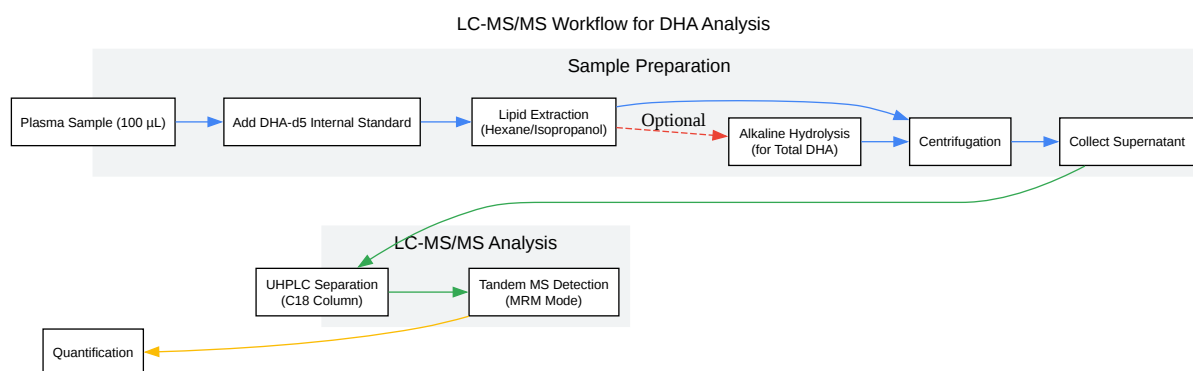 LC-MS/MS Workflow for DHA Analysis
Sample Preparation
Plasma Sample (100 µL)
Add DHA-d5 Internal Standard
Lipid Extraction
(Hexane/Isopropanol)
Optional
Alkaline Hydrolysis
(for Total DHA)
Centrifugation
Collect Supernatant
LC-MS/MS Analysis
UHPLC Separation
(C18 Column)
Tandem MS Detection
(MRM Mode)
Quantification